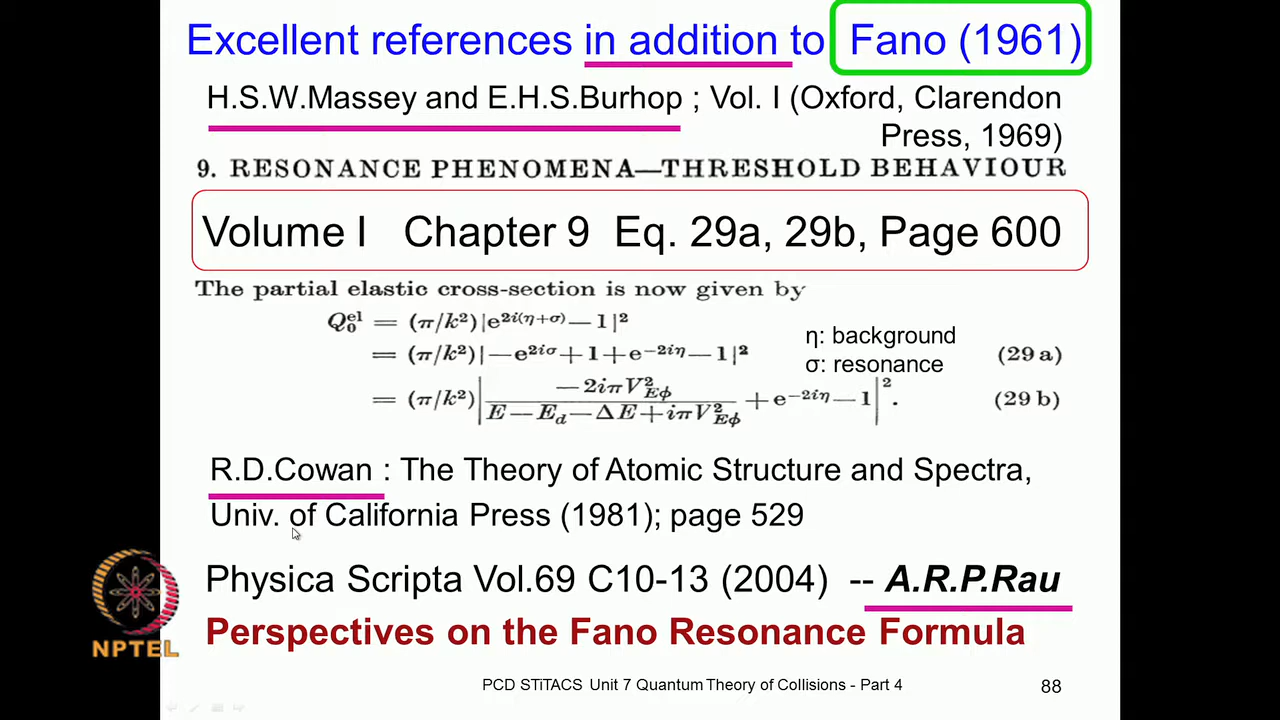 Excellent references in addition to Fano (1961)
H.S.W.Massey and E.H.S.Burhop ; Vol. I (Oxford, Clarendon
Press, 1969)
9. RESONANCE PHENOMENA—THRESHOLD BEHAVIOUR
Volume I Chapter 9 Eq. 29a, 29b, Page 600
The partial elastic cross-section is now given by
Q₀ᵉˡ = (π/k²)|e^{2i(η+σ)} − 1|²
= (π/k²)|−e^{2iσ}+1+e^{−2iη}−1|² (29 a)
η: background
σ: resonance
= (π/k²)|−2iπV²_{Eϕ} / (E−E_d−ΔE+iπV²_{Eϕ}) + e^{−2iη}−1|². (29 b)
R.D.Cowan : The Theory of Atomic Structure and Spectra,
Univ. of California Press (1981); page 529
Physica Scripta Vol.69 C10-13 (2004) -- A.R.P.Rau
Perspectives on the Fano Resonance Formula
NPTEL
PCD STiTACS Unit 7 Quantum Theory of Collisions - Part 4 88